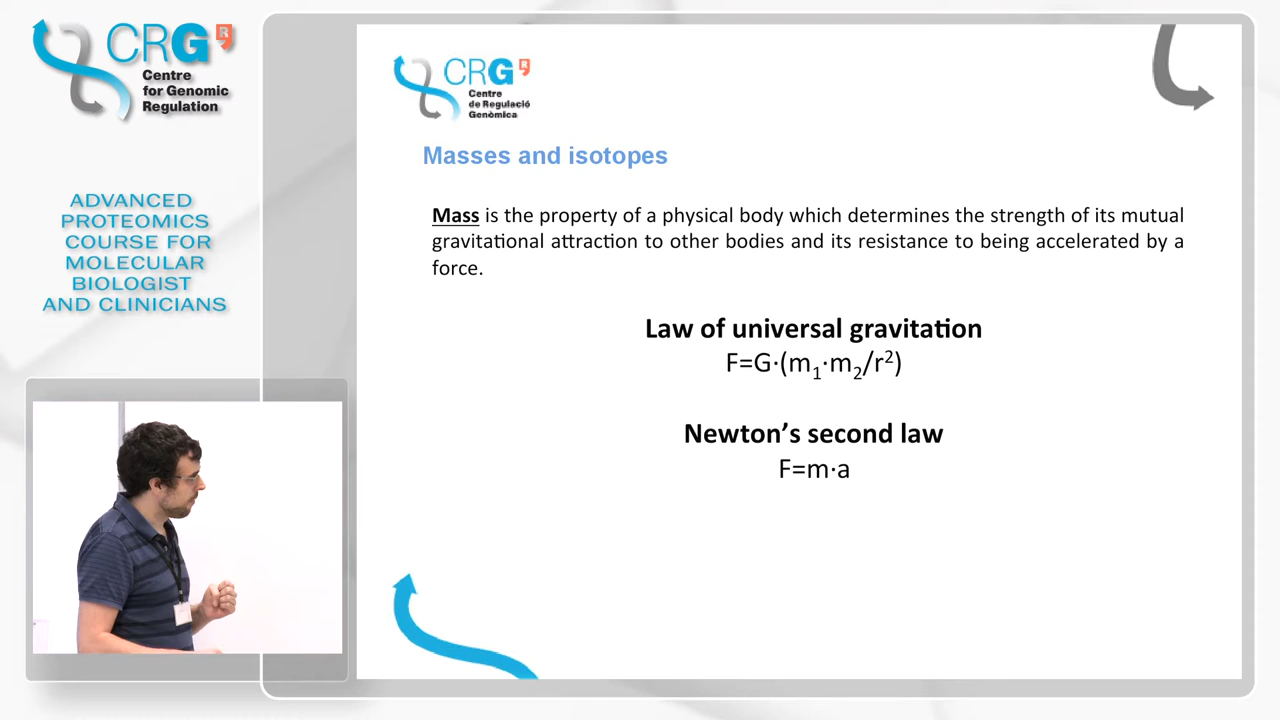 CRG
R
Centre
for Genomic
Regulation
ADVANCED
PROTEOMICS
COURSE FOR
MOLECULAR
BIOLOGIST
AND CLINICIANS
CRG
R
Centre
de Regulació
Genòmica
Masses and isotopes
Mass is the property of a physical body which determines the strength of its mutual
gravitational attraction to other bodies and its resistance to being accelerated by a
force.
Law of universal gravitation
F=G·(m₁·m₂/r²)
Newton’s second law
F=m·a